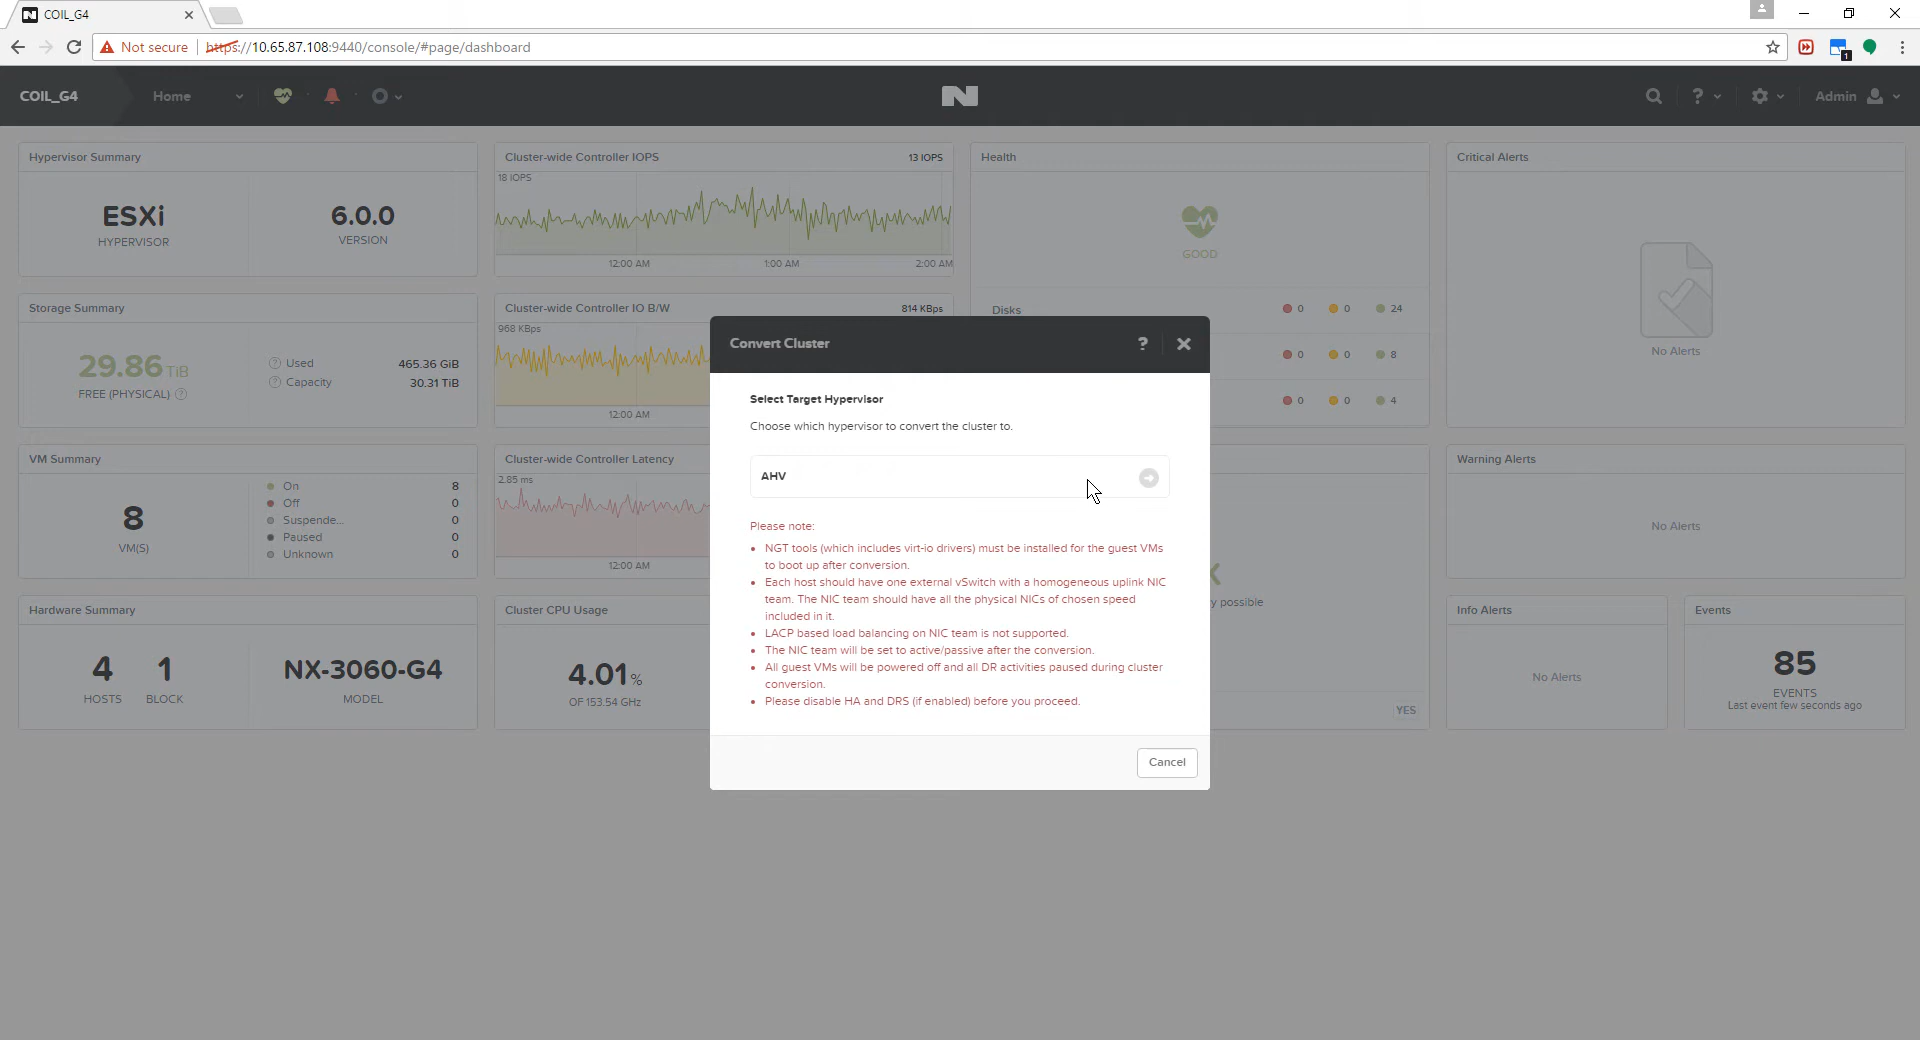 COIL_G4
Not secure
https://10.65.87.108:9440/console/#page/dashboard
1
COIL_G4
Home
?
Admin
Hypervisor Summary
ESXi
HYPERVISOR
6.0.0
VERSION
Cluster-wide Controller IOPS
13 IOPS
18 IOPS
12:00 AM
1:00 AM
2:00 AM
Health
GOOD
Critical Alerts
No Alerts
Storage Summary
29.86 TiB
FREE (PHYSICAL) ?
? Used
465.36 GiB
? Capacity
30.31 TiB
Cluster-wide Controller IO B/W
814 KBps
968 KBps
12:00 AM
Disks
0
0
24
0
0
8
0
0
4
VM Summary
8
VM(S)
On
8
Off
0
Suspende...
0
Paused
0
Unknown
0
Cluster-wide Controller Latency
2.85 ms
12:00 AM
y possible
YES
Warning Alerts
No Alerts
Hardware Summary
4
HOSTS
1
BLOCK
NX-3060-G4
MODEL
Cluster CPU Usage
4.01%
OF 153.54 GHz
Info Alerts
No Alerts
Events
85
EVENTS
Last event few seconds ago
Convert Cluster
?
Select Target Hypervisor
Choose which hypervisor to convert the cluster to.
AHV
Please note:
NGT tools (which includes virt-io drivers) must be installed for the guest VMs
to boot up after conversion.
Each host should have one external vSwitch with a homogeneous uplink NIC
team. The NIC team should have all the physical NICs of chosen speed
included in it.
LACP based load balancing on NIC team is not supported.
The NIC team will be set to active/passive after the conversion.
All guest VMs will be powered off and all DR activities paused during cluster
conversion.
Please disable HA and DRS (if enabled) before you proceed.
Cancel